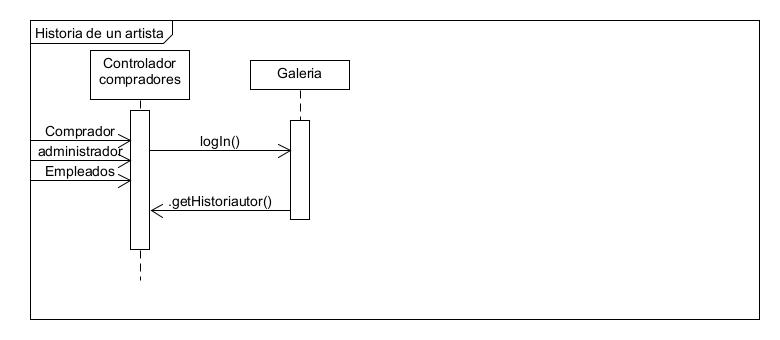 Historia de un artista
Controlador
compradores
Galeria
Comprador
logIn()
administrador
Empleados
.getHistoriautor()